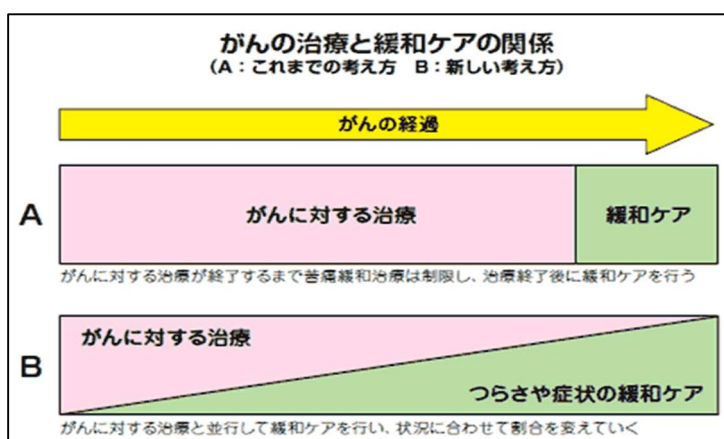 がんの治療と緩和ケアの関係
（A：これまでの考え方　B：新しい考え方）
がんの経過
A
がんに対する治療
緩和ケア
がんに対する治療が終了するまで苦痛緩和治療は制限し、治療終了後に緩和ケアを行う
B
がんに対する治療
つらさや症状の緩和ケア
がんに対する治療と並行して緩和ケアを行い、状況に合わせて割合を変えていく